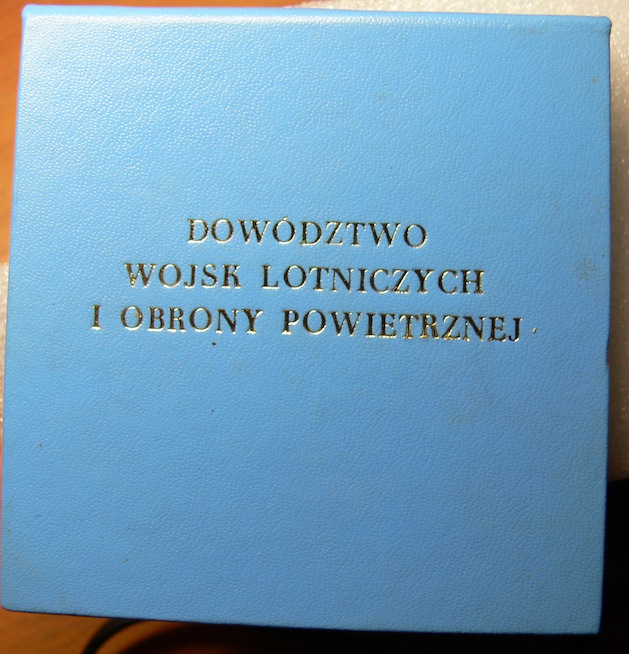 DOWÓDZTWO
WOJSK LOTNICZYCH
I OBRONY POWIETRZNEJ